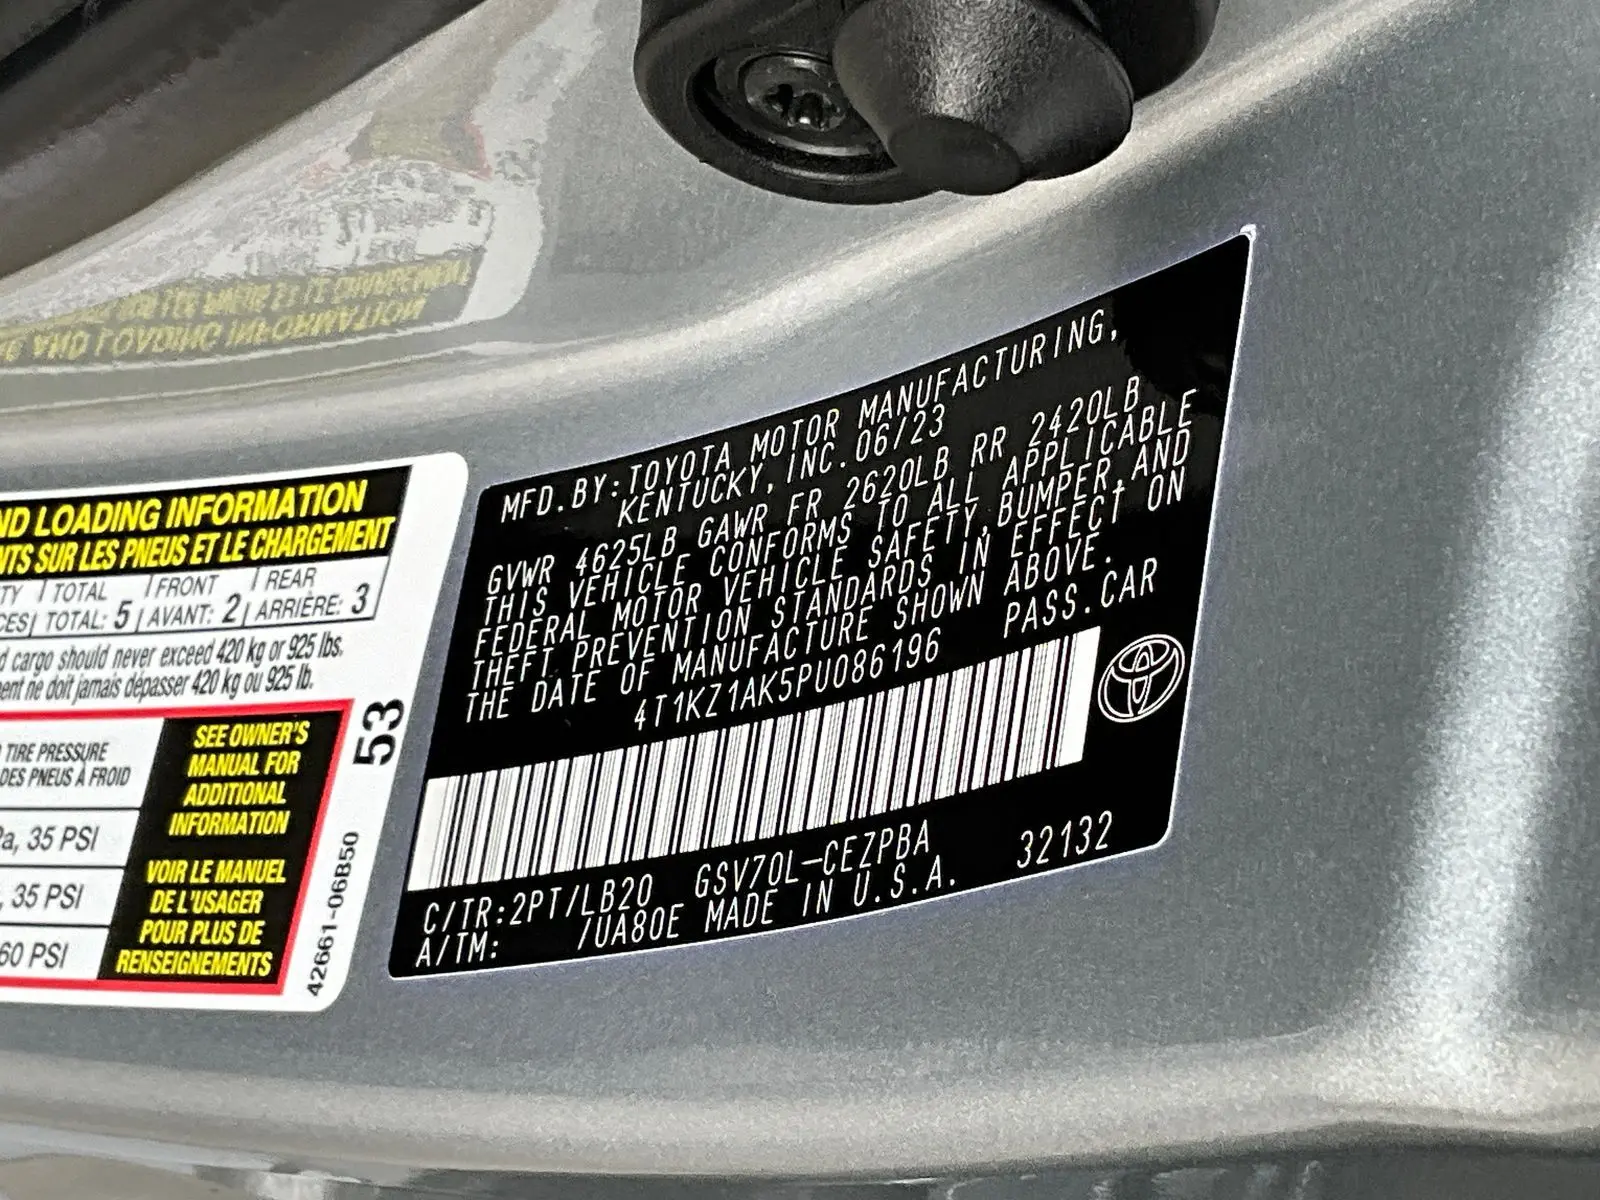 ND LOADING INFORMATION
NTS SUR LES PNEUS ET LE CHARGEMENT
TOTAL FRONT REAR
TOTAL: 5 AVANT: 2 ARRIÈRE: 3
cargo should never exceed 420 kg or 925 lbs.
ne doit jamais dépasser 420 kg ou 925 lb.
TIRE PRESSURE
DES PNEUS À FROID
35 PSI
35 PSI
60 PSI
SEE OWNER'S
MANUAL FOR
ADDITIONAL
INFORMATION
VOIR LE MANUEL
DE L'USAGER
POUR PLUS DE
RENSEIGNEMENTS
53
42661-06B50
MFD. BY: TOYOTA MOTOR MANUFACTURING,
KENTUCKY, INC. 06/23
GVWR 4625LB GAWR FR 2620LB RR 2420LB
THIS VEHICLE CONFORMS TO ALL APPLICABLE
FEDERAL MOTOR VEHICLE SAFETY, BUMPER, AND
THEFT PREVENTION STANDARDS IN EFFECT ON
THE DATE OF MANUFACTURE SHOWN ABOVE.
4T1KZ1AK5PU086196 PASS. CAR
C/TR: 2PT/LB20 GSV70L-CEZPBA 32132
A/TM: /UA80E MADE IN U.S.A.